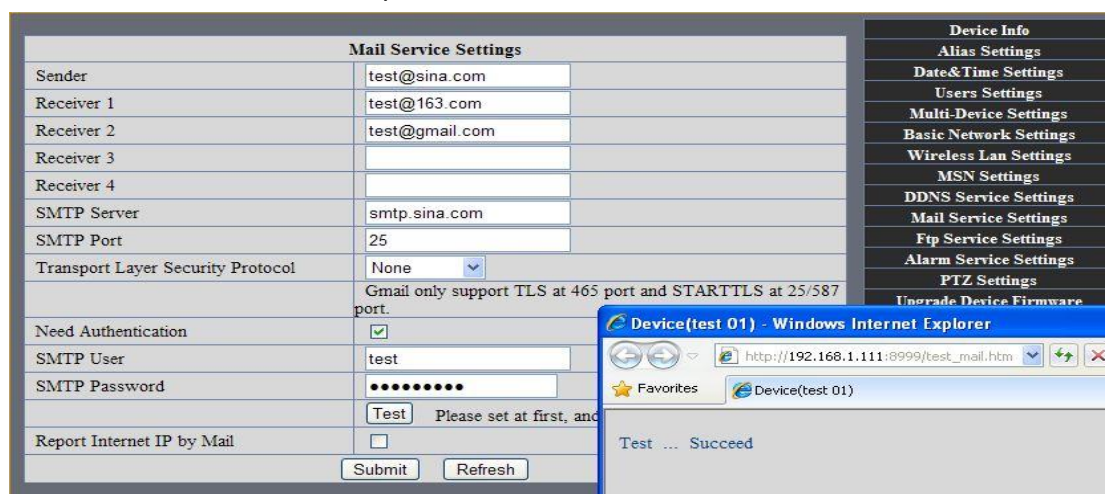 Mail Service Settings
Sender test@sina.com
Receiver 1 test@163.com
Receiver 2 test@gmail.com
Receiver 3
Receiver 4
SMTP Server smtp.sina.com
SMTP Port 25
Transport Layer Security Protocol None
Gmail only support TLS at 465 port and STARTTLS at 25/587
port.
Need Authentication
SMTP User test
SMTP Password •••••••••
Test Please set at first, and
Report Internet IP by Mail
Submit Refresh
Device Info
Alias Settings
Date&Time Settings
Users Settings
Multi-Device Settings
Basic Network Settings
Wireless Lan Settings
MSN Settings
DDNS Service Settings
Mail Service Settings
Ftp Service Settings
Alarm Service Settings
PTZ Settings
Upgrade Device Firmware
Device(test 01) - Windows Internet Explorer
http://192.168.1.111:8999/test_mail.htm
Favorites Device(test 01)
Test ... Succeed